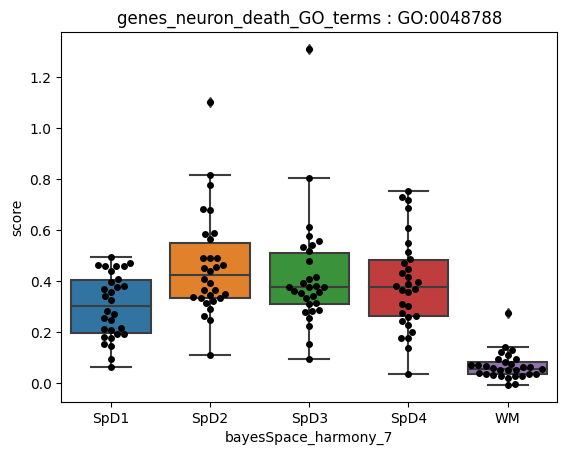 genes_neuron_death_GO_terms : GO:0048788
score
1.2
1.0
0.8
0.6
0.4
0.2
0.0
SpD1 SpD2 SpD3 SpD4 WM
bayesSpace_harmony_7